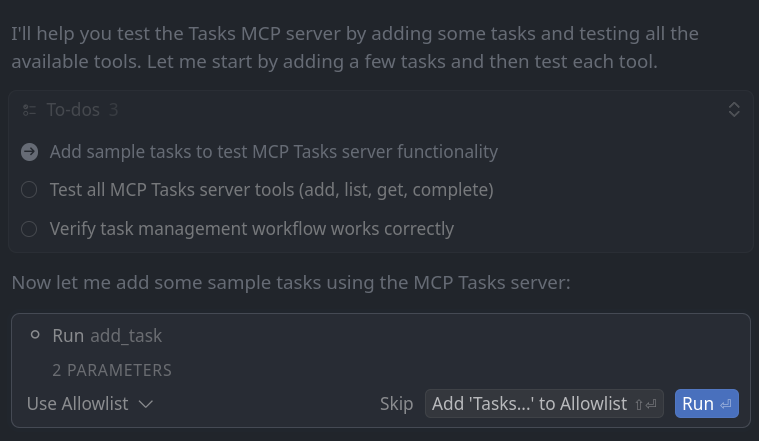 I'll help you test the Tasks MCP server by adding some tasks and testing all the
available tools. Let me start by adding a few tasks and then test each tool.
To-dos 3
Add sample tasks to test MCP Tasks server functionality
Test all MCP Tasks server tools (add, list, get, complete)
Verify task management workflow works correctly
Now let me add some sample tasks using the MCP Tasks server:
Run add_task
2 PARAMETERS
Use Allowlist Skip Add 'Tasks...' to Allowlist ⇧⏎ Run ⏎